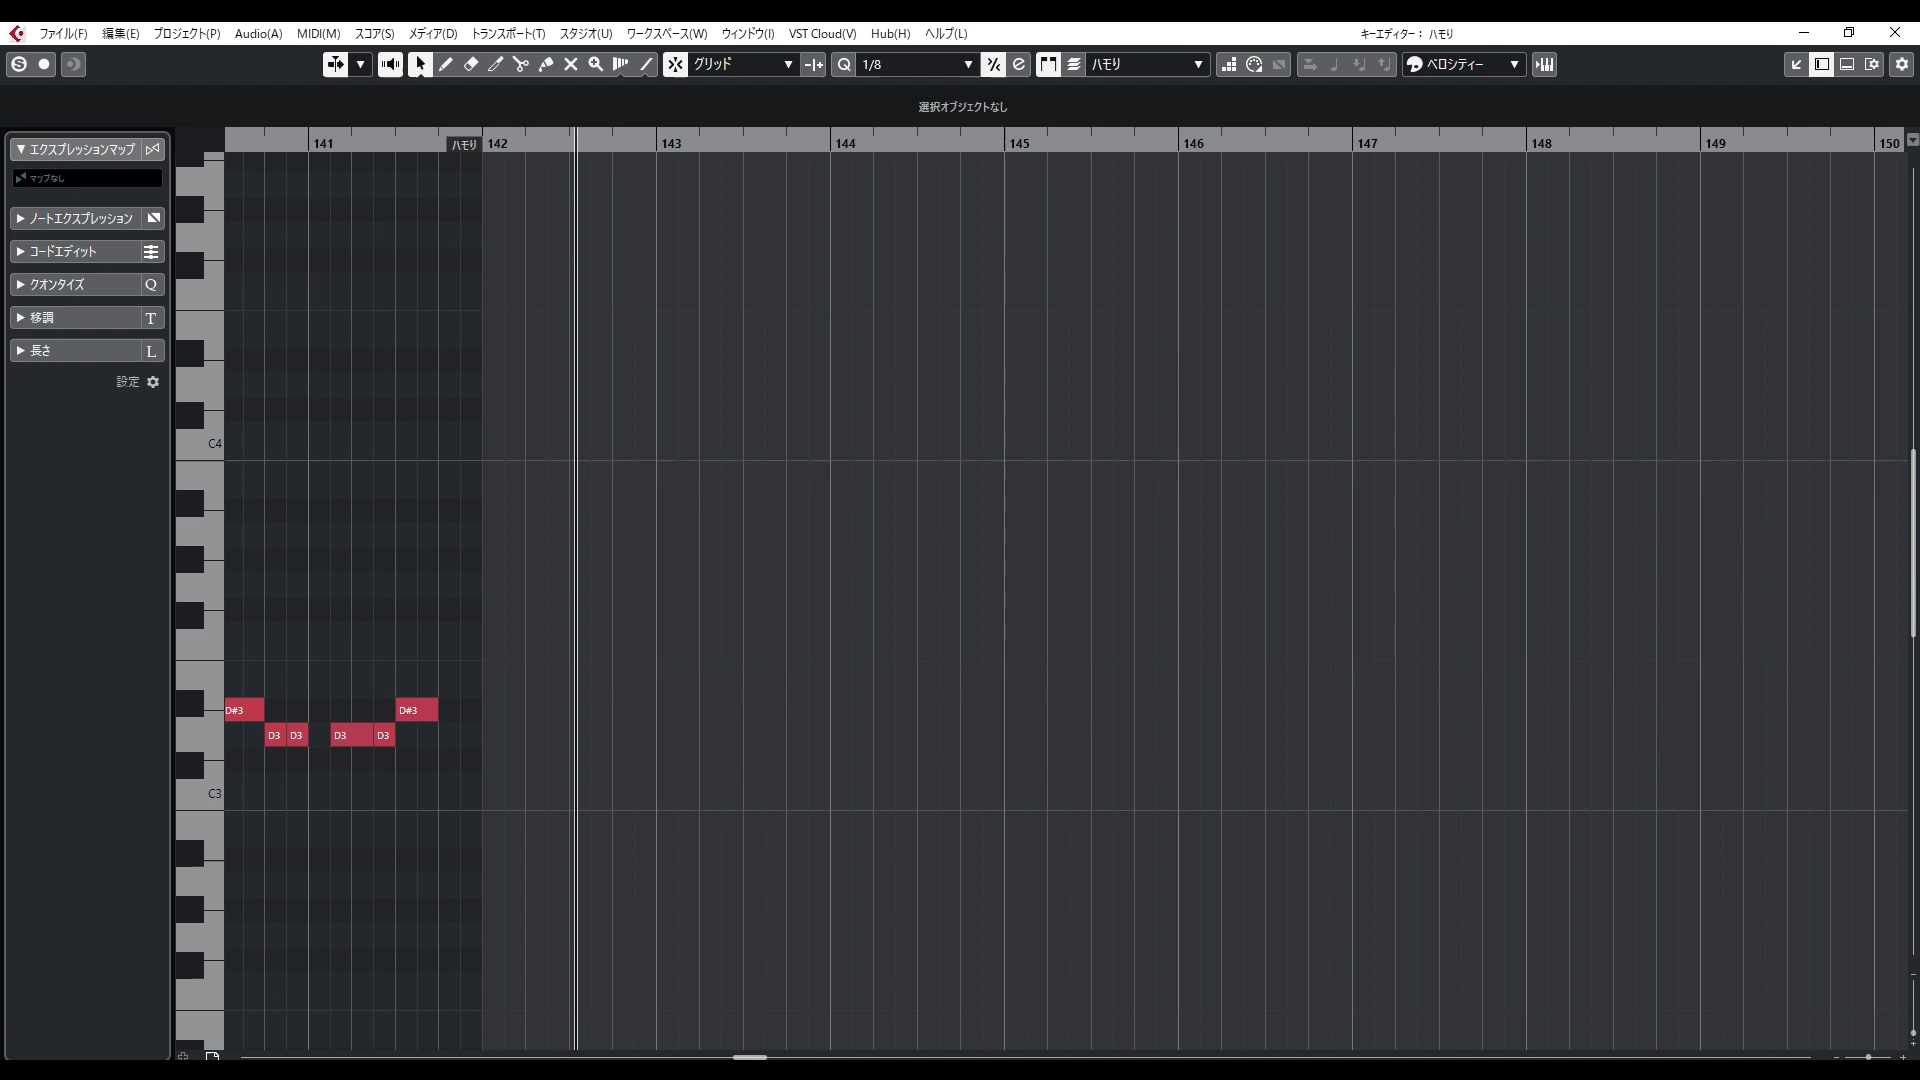 ファイル(F) 編集(E) プロジェクト(P) Audio(A) MIDI(M) スコア(S) メディア(D) トランスポート(T) スタジオ(U) ワークスペース(W) ウィンドウ(I) VST Cloud(V) Hub(H) ヘルプ(L) キーエディター： ハモり
S グリッド Q 1/8 ハモり ベロシティー
選択オブジェクトなし
141 ハモり 142 143 144 145 146 147 148 149 150
エクスプレッションマップ
マップなし
ノートエクスプレッション
コードエディット
クオンタイズ Q
移調 T
長さ L
設定
C4
D#3 D#3
D3 D3 D3 D3
C3